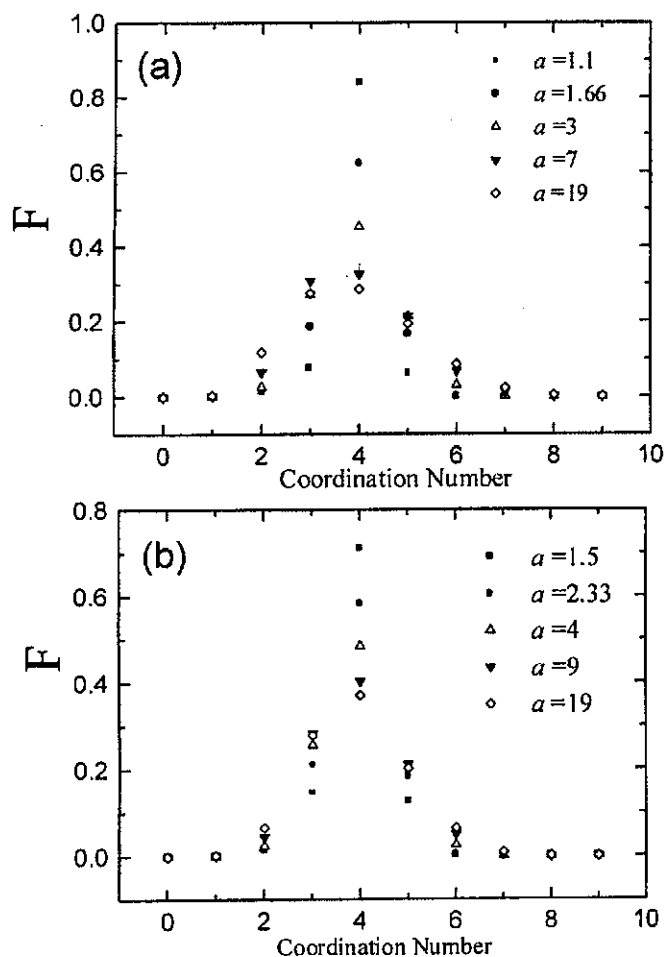 1.0
(a)
a=1.1
a=1.66
0.8
a=3
a=7
0.6
a=19
F
0.4
0.2
0.0
0 2 4 6 8 10
Coordination Number
0.8
(b)
a=1.5
a=2.33
0.6
a=4
a=9
F
0.4
a=19
0.2
0.0
0 2 4 6 8 10
Coordination Number